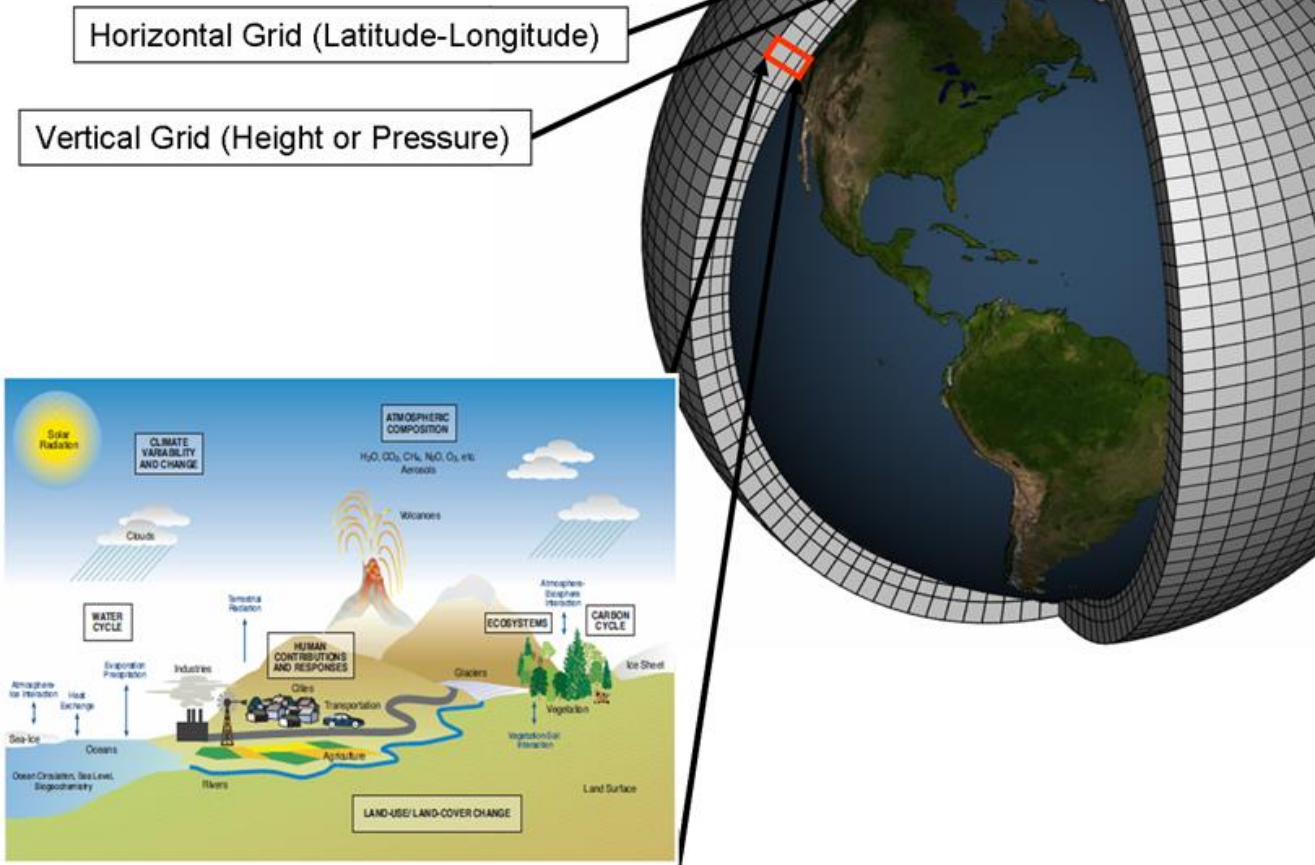 Horizontal Grid (Latitude-Longitude)
Vertical Grid (Height or Pressure)
Solar
Radiation
CLIMATE
VARIABILITY
AND CHANGE
ATMOSPHERIC
COMPOSITION
H₂O, CO₂, CH₄, N₂O, O₃, etc.
Aerosols
Volcanoes
Clouds
Atmosphere-
Biosphere
Interaction
Terrestrial
Radiation
WATER
CYCLE
ECOSYSTEMS
CARBON
CYCLE
HUMAN
CONTRIBUTIONS
AND RESPONSES
Ice Sheet
Glaciers
Evaporation
Precipitation
Industries
Cities
Transportation
Atmosphere-
Ice Interaction
Heat
Exchange
Vegetation
Sea-Ice
Oceans
Vegetation-Soil
Interaction
Agriculture
Ocean Circulation, Sea Level,
Biogeochemistry
Rivers
Land Surface
LAND-USE/ LAND-COVER CHANGE